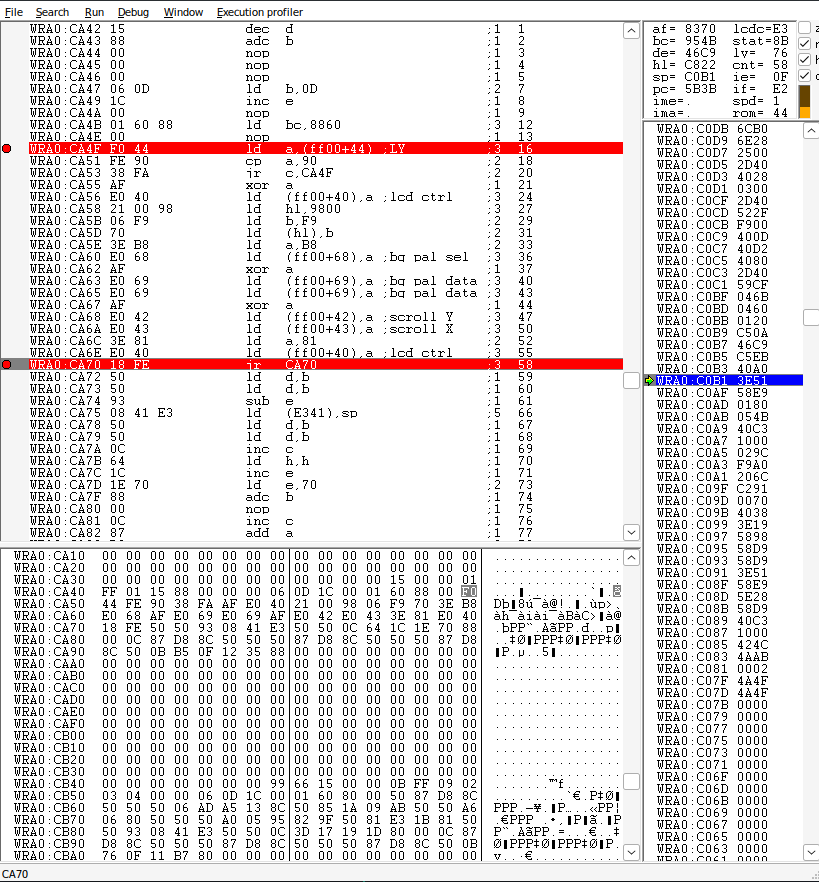 File Search Run Debug Window Execution profiler
WRA0:CA42 15 dec d ;1 1
WRA0:CA43 88 adc b ;1 2
WRA0:CA44 00 nop ;1 3
WRA0:CA45 00 nop ;1 4
WRA0:CA46 00 nop ;1 5
WRA0:CA47 06 0D ld b,0D ;2 7
WRA0:CA49 1C inc e ;1 8
WRA0:CA4A 00 nop ;1 9
WRA0:CA4B 01 60 88 ld bc,8860 ;3 12
WRA0:CA4E 00 nop ;1 13
WRA0:CA4F F0 44 ld a,(ff00+44) ;LY ;3 16
WRA0:CA51 FE 90 cp a,90 ;2 18
WRA0:CA53 38 FA jr c,CA4F ;2 20
WRA0:CA55 AF xor a ;1 21
WRA0:CA56 E0 40 ld (ff00+40),a ;lcd ctrl ;3 24
WRA0:CA58 21 00 98 ld hl,9800 ;3 27
WRA0:CA5B 06 F9 ld b,F9 ;2 29
WRA0:CA5D 70 ld (hl),b ;2 31
WRA0:CA5E 3E B8 ld a,B8 ;2 33
WRA0:CA60 E0 68 ld (ff00+68),a ;bg pal sel ;3 36
WRA0:CA62 AF xor a ;1 37
WRA0:CA63 E0 69 ld (ff00+69),a ;bg pal data ;3 40
WRA0:CA65 E0 69 ld (ff00+69),a ;bg pal data ;3 43
WRA0:CA67 AF xor a ;1 44
WRA0:CA68 E0 42 ld (ff00+42),a ;scroll Y ;3 47
WRA0:CA6A E0 43 ld (ff00+43),a ;scroll X ;3 50
WRA0:CA6C 3E 81 ld a,81 ;2 52
WRA0:CA6E E0 40 ld (ff00+40),a ;lcd ctrl ;3 55
WRA0:CA70 18 FE jr CA70 ;3 58
WRA0:CA72 50 ld d,b ;1 59
WRA0:CA73 50 ld d,b ;1 60
WRA0:CA74 93 sub e ;1 61
WRA0:CA75 08 41 E3 ld (E341),sp ;5 66
WRA0:CA78 50 ld d,b ;1 67
WRA0:CA79 50 ld d,b ;1 68
WRA0:CA7A 0C inc c ;1 69
WRA0:CA7B 64 ld h,h ;1 70
WRA0:CA7C 1C inc e ;1 71
WRA0:CA7D 1E 70 ld e,70 ;2 73
WRA0:CA7F 88 adc b ;1 74
WRA0:CA80 00 nop ;1 75
WRA0:CA81 0C inc c ;1 76
WRA0:CA82 87 add a ;1 77
af= 8370 lcdc=E3
bc= 954B stat=8B
de= 46C9 ly= 76
hl= C822 cnt= 58
sp= C0B1 ie= 0F
pc= 5B3B if= E2
ime=. spd= 1
ima=. rom= 44
WRA0:C0DB 6CB0
WRA0:C0D9 6E28
WRA0:C0D7 2500
WRA0:C0D5 2D40
WRA0:C0D3 4028
WRA0:C0D1 0300
WRA0:C0CF 2D40
WRA0:C0CD 522F
WRA0:C0CB F900
WRA0:C0C9 400D
WRA0:C0C7 40D2
WRA0:C0C5 4080
WRA0:C0C3 2D40
WRA0:C0C1 59CF
WRA0:C0BF 046B
WRA0:C0BD 0460
WRA0:C0BB 0120
WRA0:C0B9 C50A
WRA0:C0B7 46C9
WRA0:C0B5 C5EB
WRA0:C0B3 40A0
WRA0:C0B1 3E51
WRA0:C0AF 58E9
WRA0:C0AD 0180
WRA0:C0AB 054B
WRA0:C0A9 40C3
WRA0:C0A7 1000
WRA0:C0A5 029C
WRA0:C0A3 F9A0
WRA0:C0A1 206C
WRA0:C09F C291
WRA0:C09D 0070
WRA0:C09B 4038
WRA0:C099 3E19
WRA0:C097 5898
WRA0:C095 58D9
WRA0:C093 58D9
WRA0:C091 3E51
WRA0:C08F 58E9
WRA0:C08D 5E28
WRA0:C08B 58D9
WRA0:C089 40C3
WRA0:C087 1000
WRA0:C085 424C
WRA0:C083 4AAB
WRA0:C081 0002
WRA0:C07F 4A4F
WRA0:C07D 4A4F
WRA0:C07B 0000
WRA0:C079 0000
WRA0:C077 0000
WRA0:C075 0000
WRA0:C073 0000
WRA0:C071 0000
WRA0:C06F 0000
WRA0:C06D 0000
WRA0:C06B 0000
WRA0:C069 0000
WRA0:C067 0000
WRA0:C065 0000
WRA0:C063 0000
WRA0:C061 0000
WRA0:CA10 00 00 00 00 00 00 00 00 00 00 00 00 00 00 00 00
WRA0:CA20 00 00 00 00 00 00 00 00 00 00 00 00 00 00 00 00
WRA0:CA30 00 00 00 00 00 00 00 00 00 00 00 00 15 00 00 01
WRA0:CA40 FF 01 15 88 00 00 00 06 0D 1C 00 01 60 88 00 F0
WRA0:CA50 44 FE 90 38 FA AF E0 40 21 00 98 06 F9 70 3E B8
WRA0:CA60 E0 68 AF E0 69 E0 69 AF E0 42 E0 43 3E 81 E0 40
WRA0:CA70 18 FE 50 50 93 08 41 E3 50 50 0C 64 1C 1E 70 88
WRA0:CA80 00 0C 87 D8 8C 50 50 50 87 D8 8C 50 50 50 87 D8
WRA0:CA90 8C 50 0B B5 0F 12 35 88 00 00 00 00 00 00 00 00
WRA0:CAA0 00 00 00 00 00 00 00 00 00 00 00 00 00 00 00 00
WRA0:CAB0 00 00 00 00 00 00 00 00 00 00 00 00 00 00 00 00
WRA0:CAC0 00 00 00 00 00 00 00 00 00 00 00 00 00 00 00 00
WRA0:CAD0 00 00 00 00 00 00 00 00 00 00 00 00 00 00 00 00
WRA0:CAE0 00 00 00 00 00 00 00 00 00 00 00 00 00 00 00 00
WRA0:CAF0 00 00 00 00 00 00 00 00 00 00 00 00 00 00 00 00
WRA0:CB00 00 00 00 00 00 00 00 00 00 00 00 00 00 00 00 00
WRA0:CB10 00 00 00 00 00 00 00 00 00 00 00 00 00 00 00 00
WRA0:CB20 00 00 00 00 00 00 00 00 00 00 00 00 00 00 00 00
WRA0:CB30 00 00 00 00 00 00 00 00 00 00 00 00 00 00 00 00
WRA0:CB40 00 00 00 00 00 00 00 99 66 15 00 00 0B FF 09 02
WRA0:CB50 03 04 00 00 06 0D 1C 00 01 60 80 00 50 87 D8 8C
WRA0:CB60 50 50 50 06 AD A5 13 8C 50 85 1A 09 AB 50 50 A6
WRA0:CB70 06 80 50 50 50 A0 05 95 82 9F 50 81 E3 1B 81 50
WRA0:CB80 50 93 08 41 E3 50 50 0C 3D 17 19 1D 80 00 0C 87
WRA0:CB90 D8 8C 50 50 50 87 D8 8C 50 50 50 87 D8 8C 50 0B
WRA0:CBA0 76 0F 11 B7 80 00 00 00 00 00 00 00 00 00 00 00
CA70